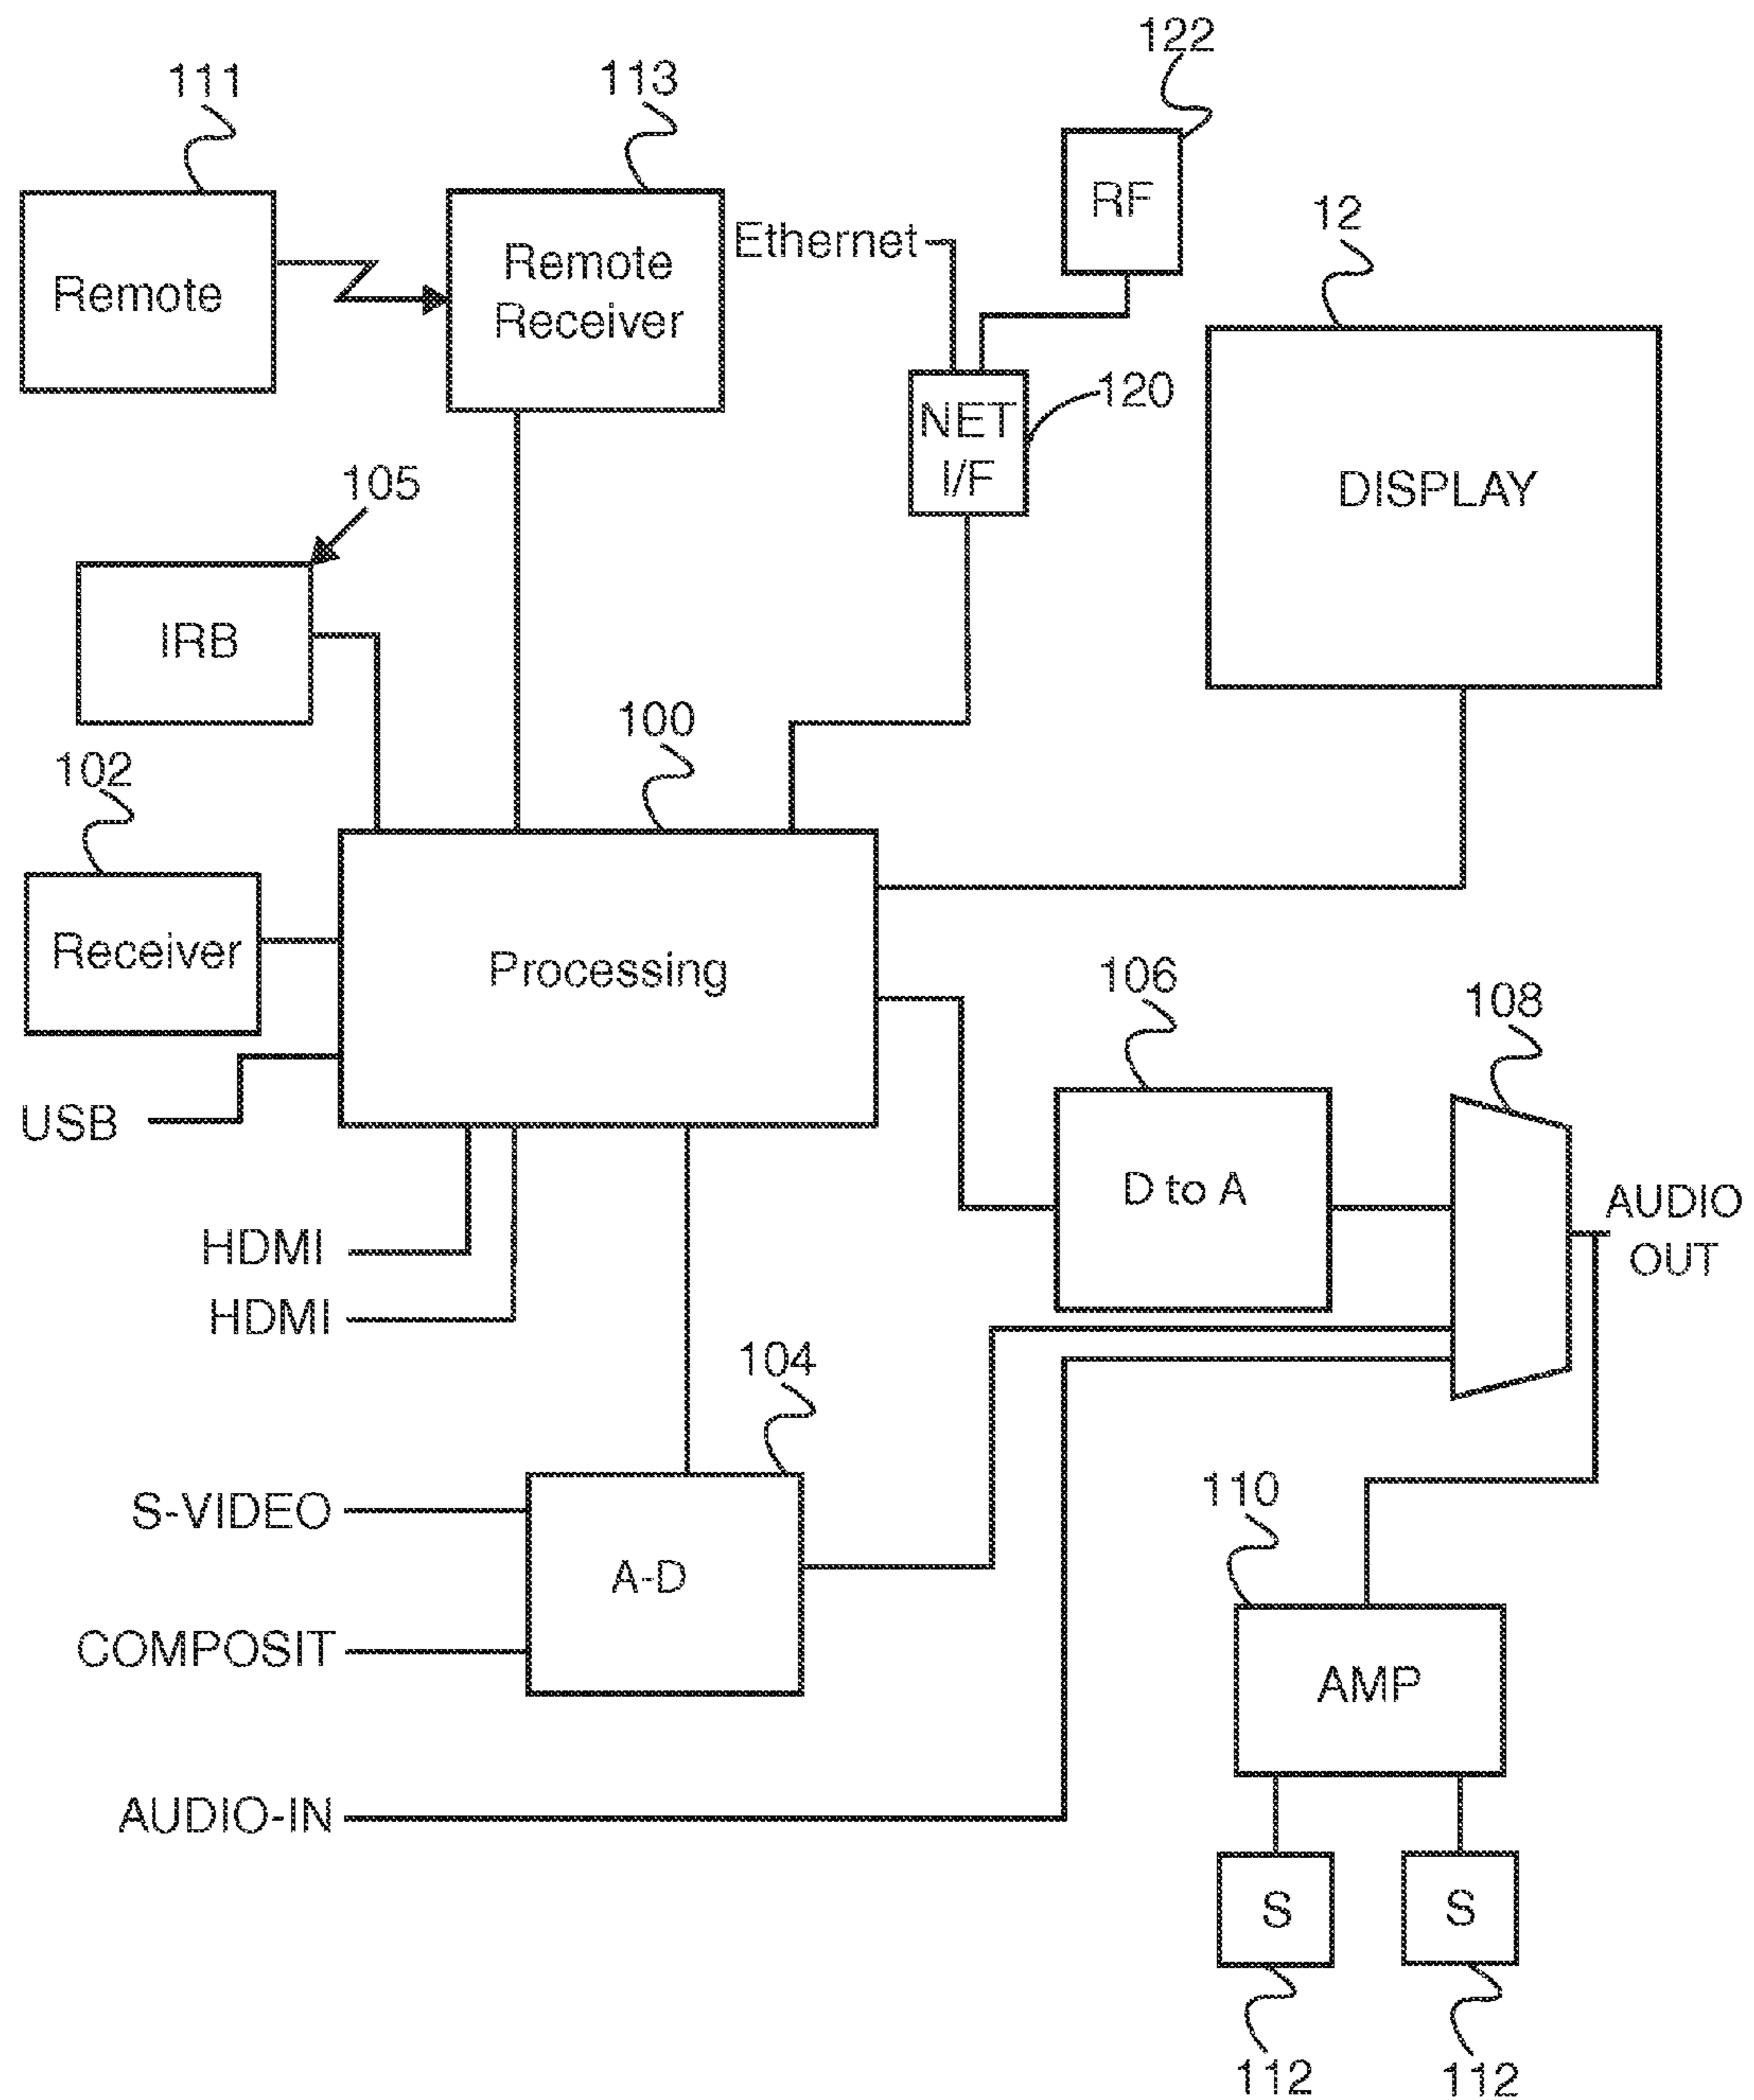 122
111
113
RF
12
Ethernet
Remote
Remote
Receiver
120
NET
I/F
DISPLAY
105
IRB
100
102
Receiver
Processing
106
108
USB
D to A
AUDIO
OUT
HDMI
HDMI
104
110
S-VIDEO
A-D
COMPOSIT
AMP
AUDIO-IN
S
S
112
112